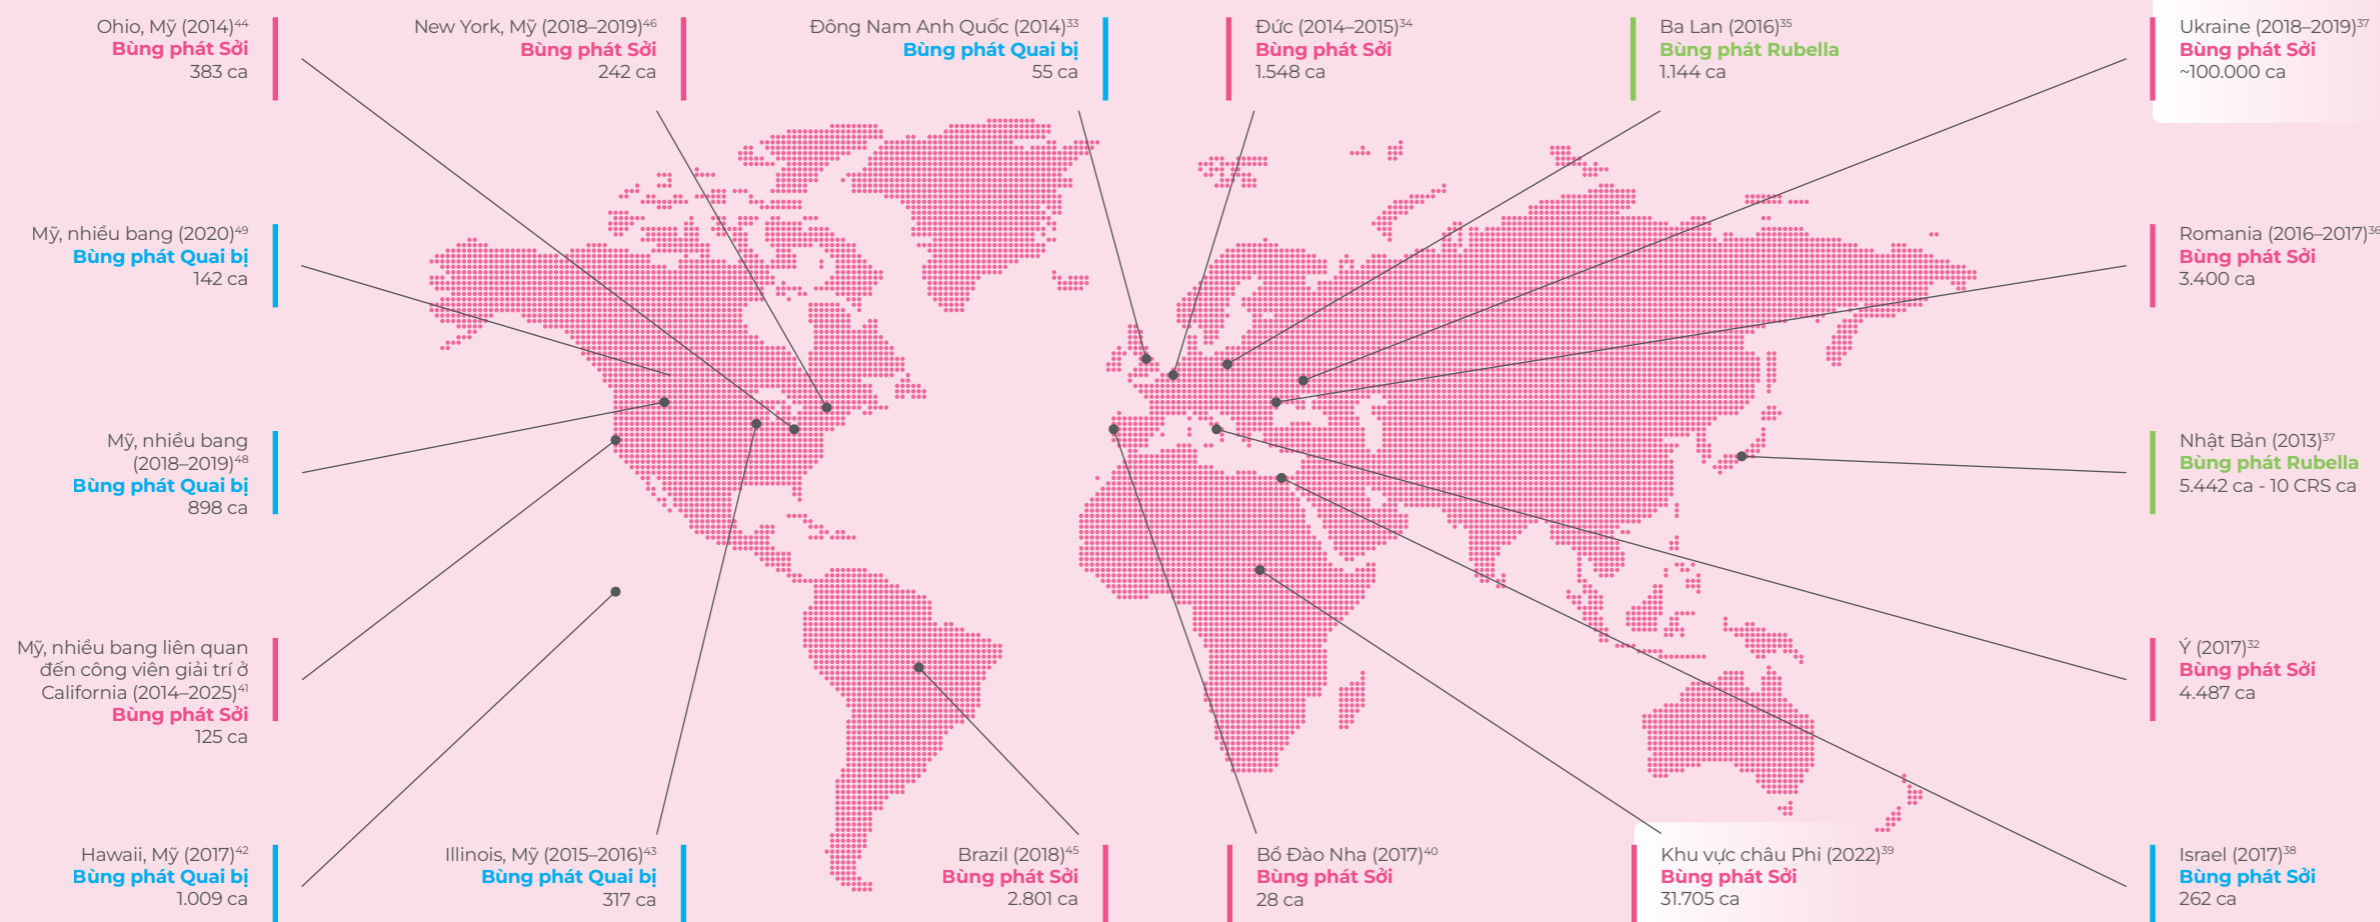 Ohio, Mỹ (2014)⁴⁴
Bùng phát Sởi
383 ca
New York, Mỹ (2018–2019)⁴⁶
Bùng phát Sởi
242 ca
Đông Nam Anh Quốc (2014)³³
Bùng phát Quai bị
55 ca
Đức (2014–2015)³⁴
Bùng phát Sởi
1.548 ca
Ba Lan (2016)³⁵
Bùng phát Rubella
1.144 ca
Ukraine (2018–2019)³⁷
Bùng phát Sởi
~100.000 ca
Mỹ, nhiều bang (2020)⁴⁹
Bùng phát Quai bị
142 ca
Romania (2016–2017)³⁶
Bùng phát Sởi
3.400 ca
Mỹ, nhiều bang
(2018–2019)⁴⁸
Bùng phát Quai bị
898 ca
Nhật Bản (2013)³⁷
Bùng phát Rubella
5.442 ca - 10 CRS ca
Mỹ, nhiều bang liên quan
đến công viên giải trí ở
California (2014–2025)⁴¹
Bùng phát Sởi
125 ca
Ý (2017)³²
Bùng phát Sởi
4.487 ca
Hawaii, Mỹ (2017)⁴²
Bùng phát Quai bị
1.009 ca
Illinois, Mỹ (2015–2016)⁴³
Bùng phát Quai bị
317 ca
Brazil (2018)⁴⁵
Bùng phát Sởi
2.801 ca
Bồ Đào Nha (2017)⁴⁰
Bùng phát Sởi
28 ca
Khu vực châu Phi (2022)³⁹
Bùng phát Sởi
31.705 ca
Israel (2017)³⁸
Bùng phát Sởi
262 ca